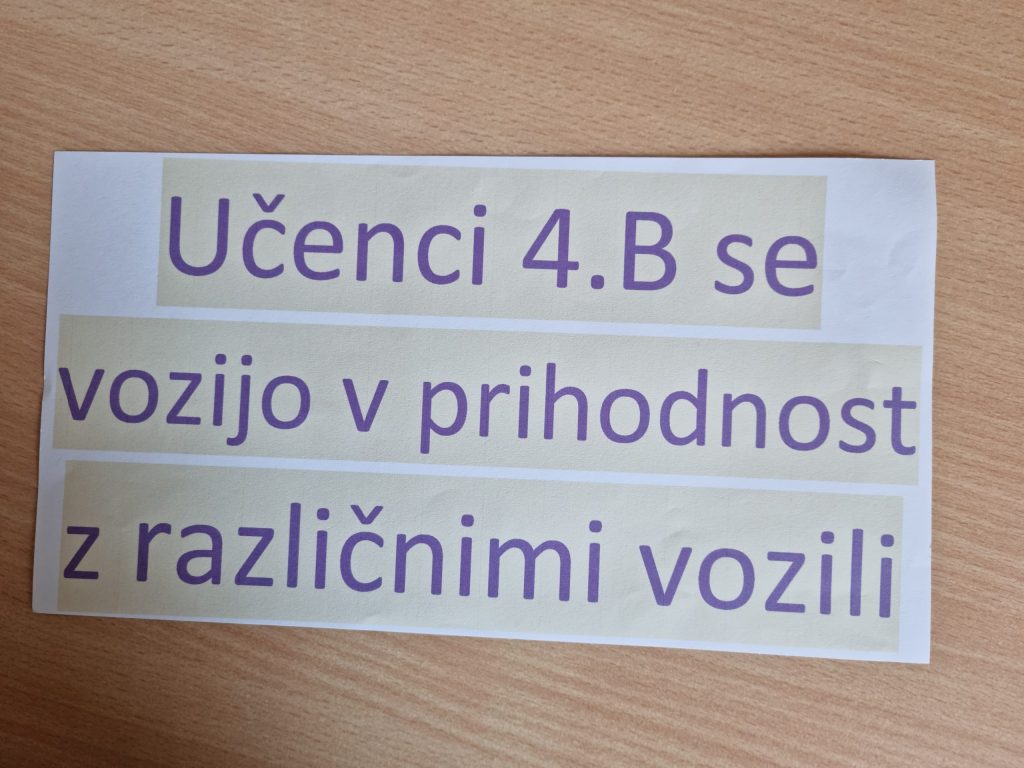 Učenci 4.B se
vozijo v prihodnost
z različnimi vozili